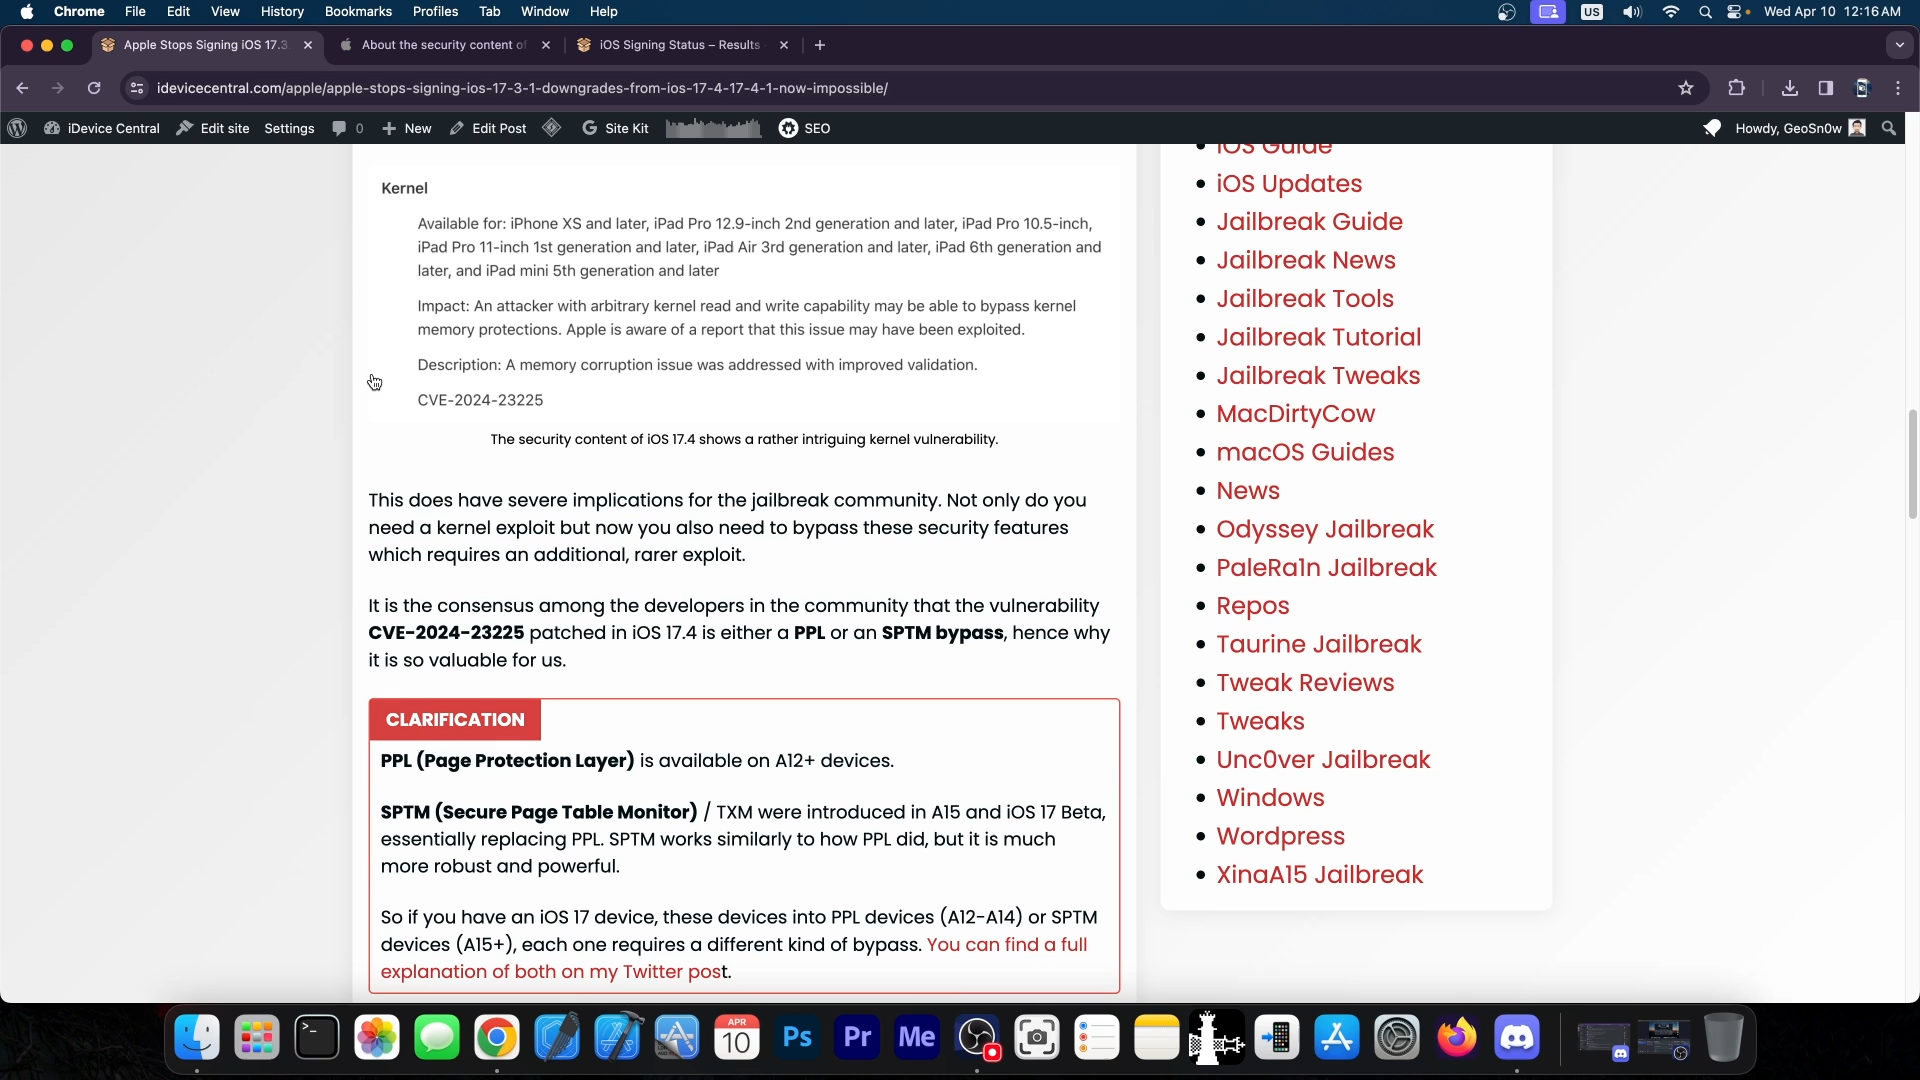 Chrome File Edit View History Bookmarks Profiles Tab Window Help US Wed Apr 10 12:16 AM
Apple Stops Signing iOS 17.3 About the security content of iOS Signing Status – Results
idevicecentral.com/apple/apple-stops-signing-ios-17-3-1-downgrades-from-ios-17-4-17-4-1-now-impossible/
iDevice Central Edit site Settings 0 New Edit Post Site Kit SEO Howdy, GeoSn0w
Kernel
Available for: iPhone XS and later, iPad Pro 12.9-inch 2nd generation and later, iPad Pro 10.5-inch,
iPad Pro 11-inch 1st generation and later, iPad Air 3rd generation and later, iPad 6th generation and
later, and iPad mini 5th generation and later
Impact: An attacker with arbitrary kernel read and write capability may be able to bypass kernel
memory protections. Apple is aware of a report that this issue may have been exploited.
Description: A memory corruption issue was addressed with improved validation.
CVE-2024-23225
The security content of iOS 17.4 shows a rather intriguing kernel vulnerability.
This does have severe implications for the jailbreak community. Not only do you
need a kernel exploit but now you also need to bypass these security features
which requires an additional, rarer exploit.
It is the consensus among the developers in the community that the vulnerability
CVE-2024-23225 patched in iOS 17.4 is either a PPL or an SPTM bypass, hence why
it is so valuable for us.
CLARIFICATION
PPL (Page Protection Layer) is available on A12+ devices.
SPTM (Secure Page Table Monitor) / TXM were introduced in A15 and iOS 17 Beta,
essentially replacing PPL. SPTM works similarly to how PPL did, but it is much
more robust and powerful.
So if you have an iOS 17 device, these devices into PPL devices (A12-A14) or SPTM
devices (A15+), each one requires a different kind of bypass. You can find a full
explanation of both on my Twitter post.
iOS Guide
iOS Updates
Jailbreak Guide
Jailbreak News
Jailbreak Tools
Jailbreak Tutorial
Jailbreak Tweaks
MacDirtyCow
macOS Guides
News
Odyssey Jailbreak
PaleRa1n Jailbreak
Repos
Taurine Jailbreak
Tweak Reviews
Tweaks
Unc0ver Jailbreak
Windows
Wordpress
XinaA15 Jailbreak
APR
10
Ps
Pr
Me